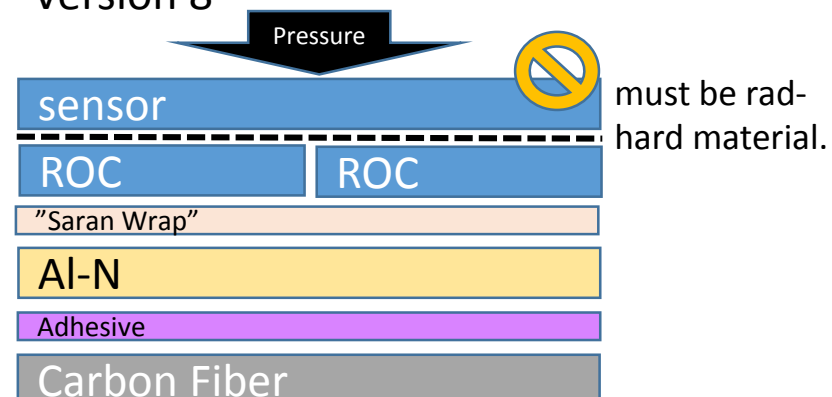 version 8
Pressure
sensor
must be rad-
hard material.
ROC
ROC
”Saran Wrap”
Al-N
Adhesive
Carbon Fiber